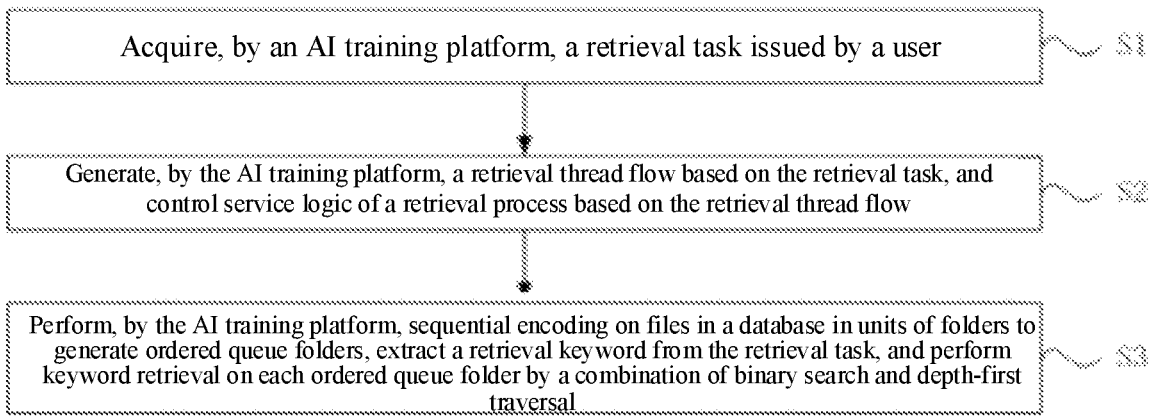 Acquire, by an AI training platform, a retrieval task issued by a user
S1
Generate, by the AI training platform, a retrieval thread flow based on the retrieval task, and
control service logic of a retrieval process based on the retrieval thread flow
S2
Perform, by the AI training platform, sequential encoding on files in a database in units of folders to
generate ordered queue folders, extract a retrieval keyword from the retrieval task, and perform
keyword retrieval on each ordered queue folder by a combination of binary search and depth-first
traversal
S3